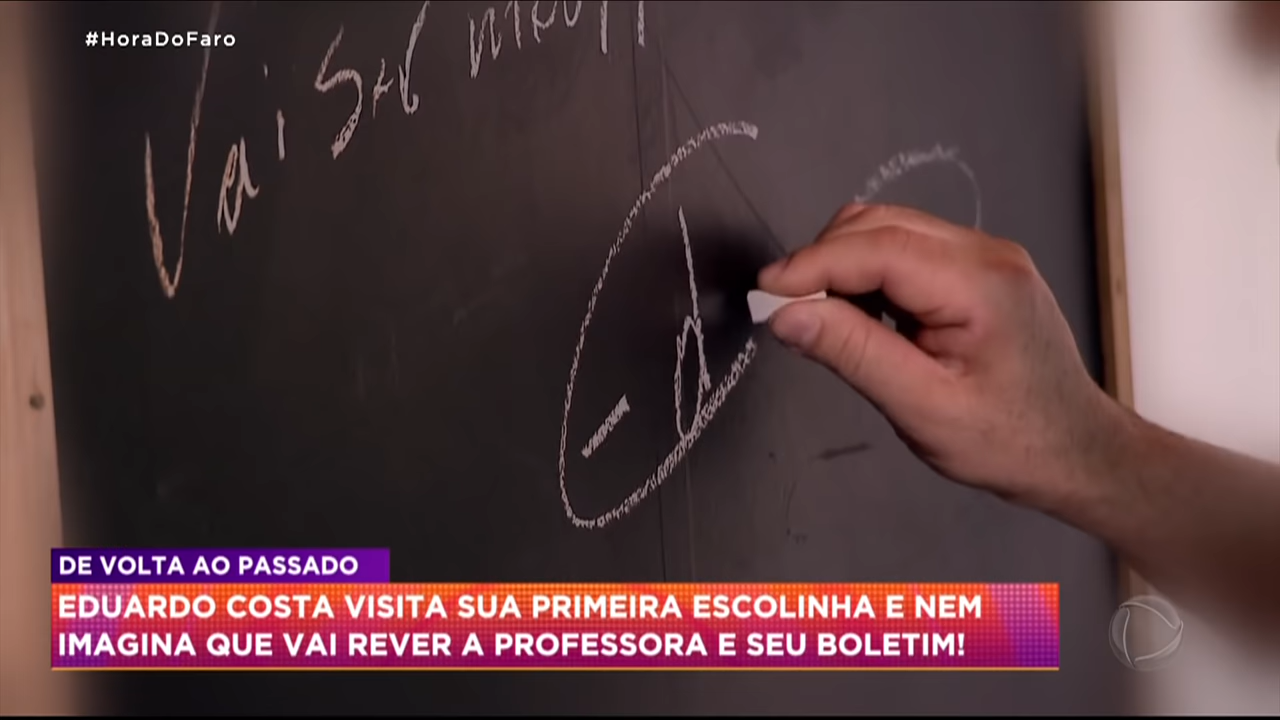 #HoraDoFaro
Vai ser
DE VOLTA AO PASSADO
EDUARDO COSTA VISITA SUA PRIMEIRA ESCOLINHA E NEM
IMAGINA QUE VAI REVER A PROFESSORA E SEU BOLETIM!